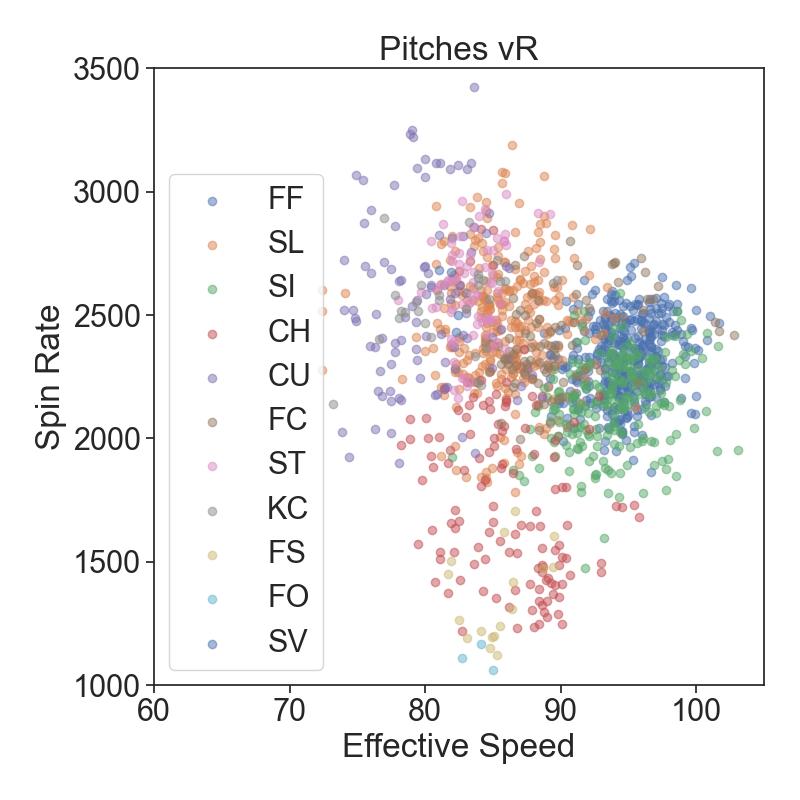 Pitches vR
3500
3000
2500
2000
1500
1000
Spin Rate
FF
SL
SI
CH
CU
FC
ST
KC
FS
FO
SV
60 70 80 90 100
Effective Speed